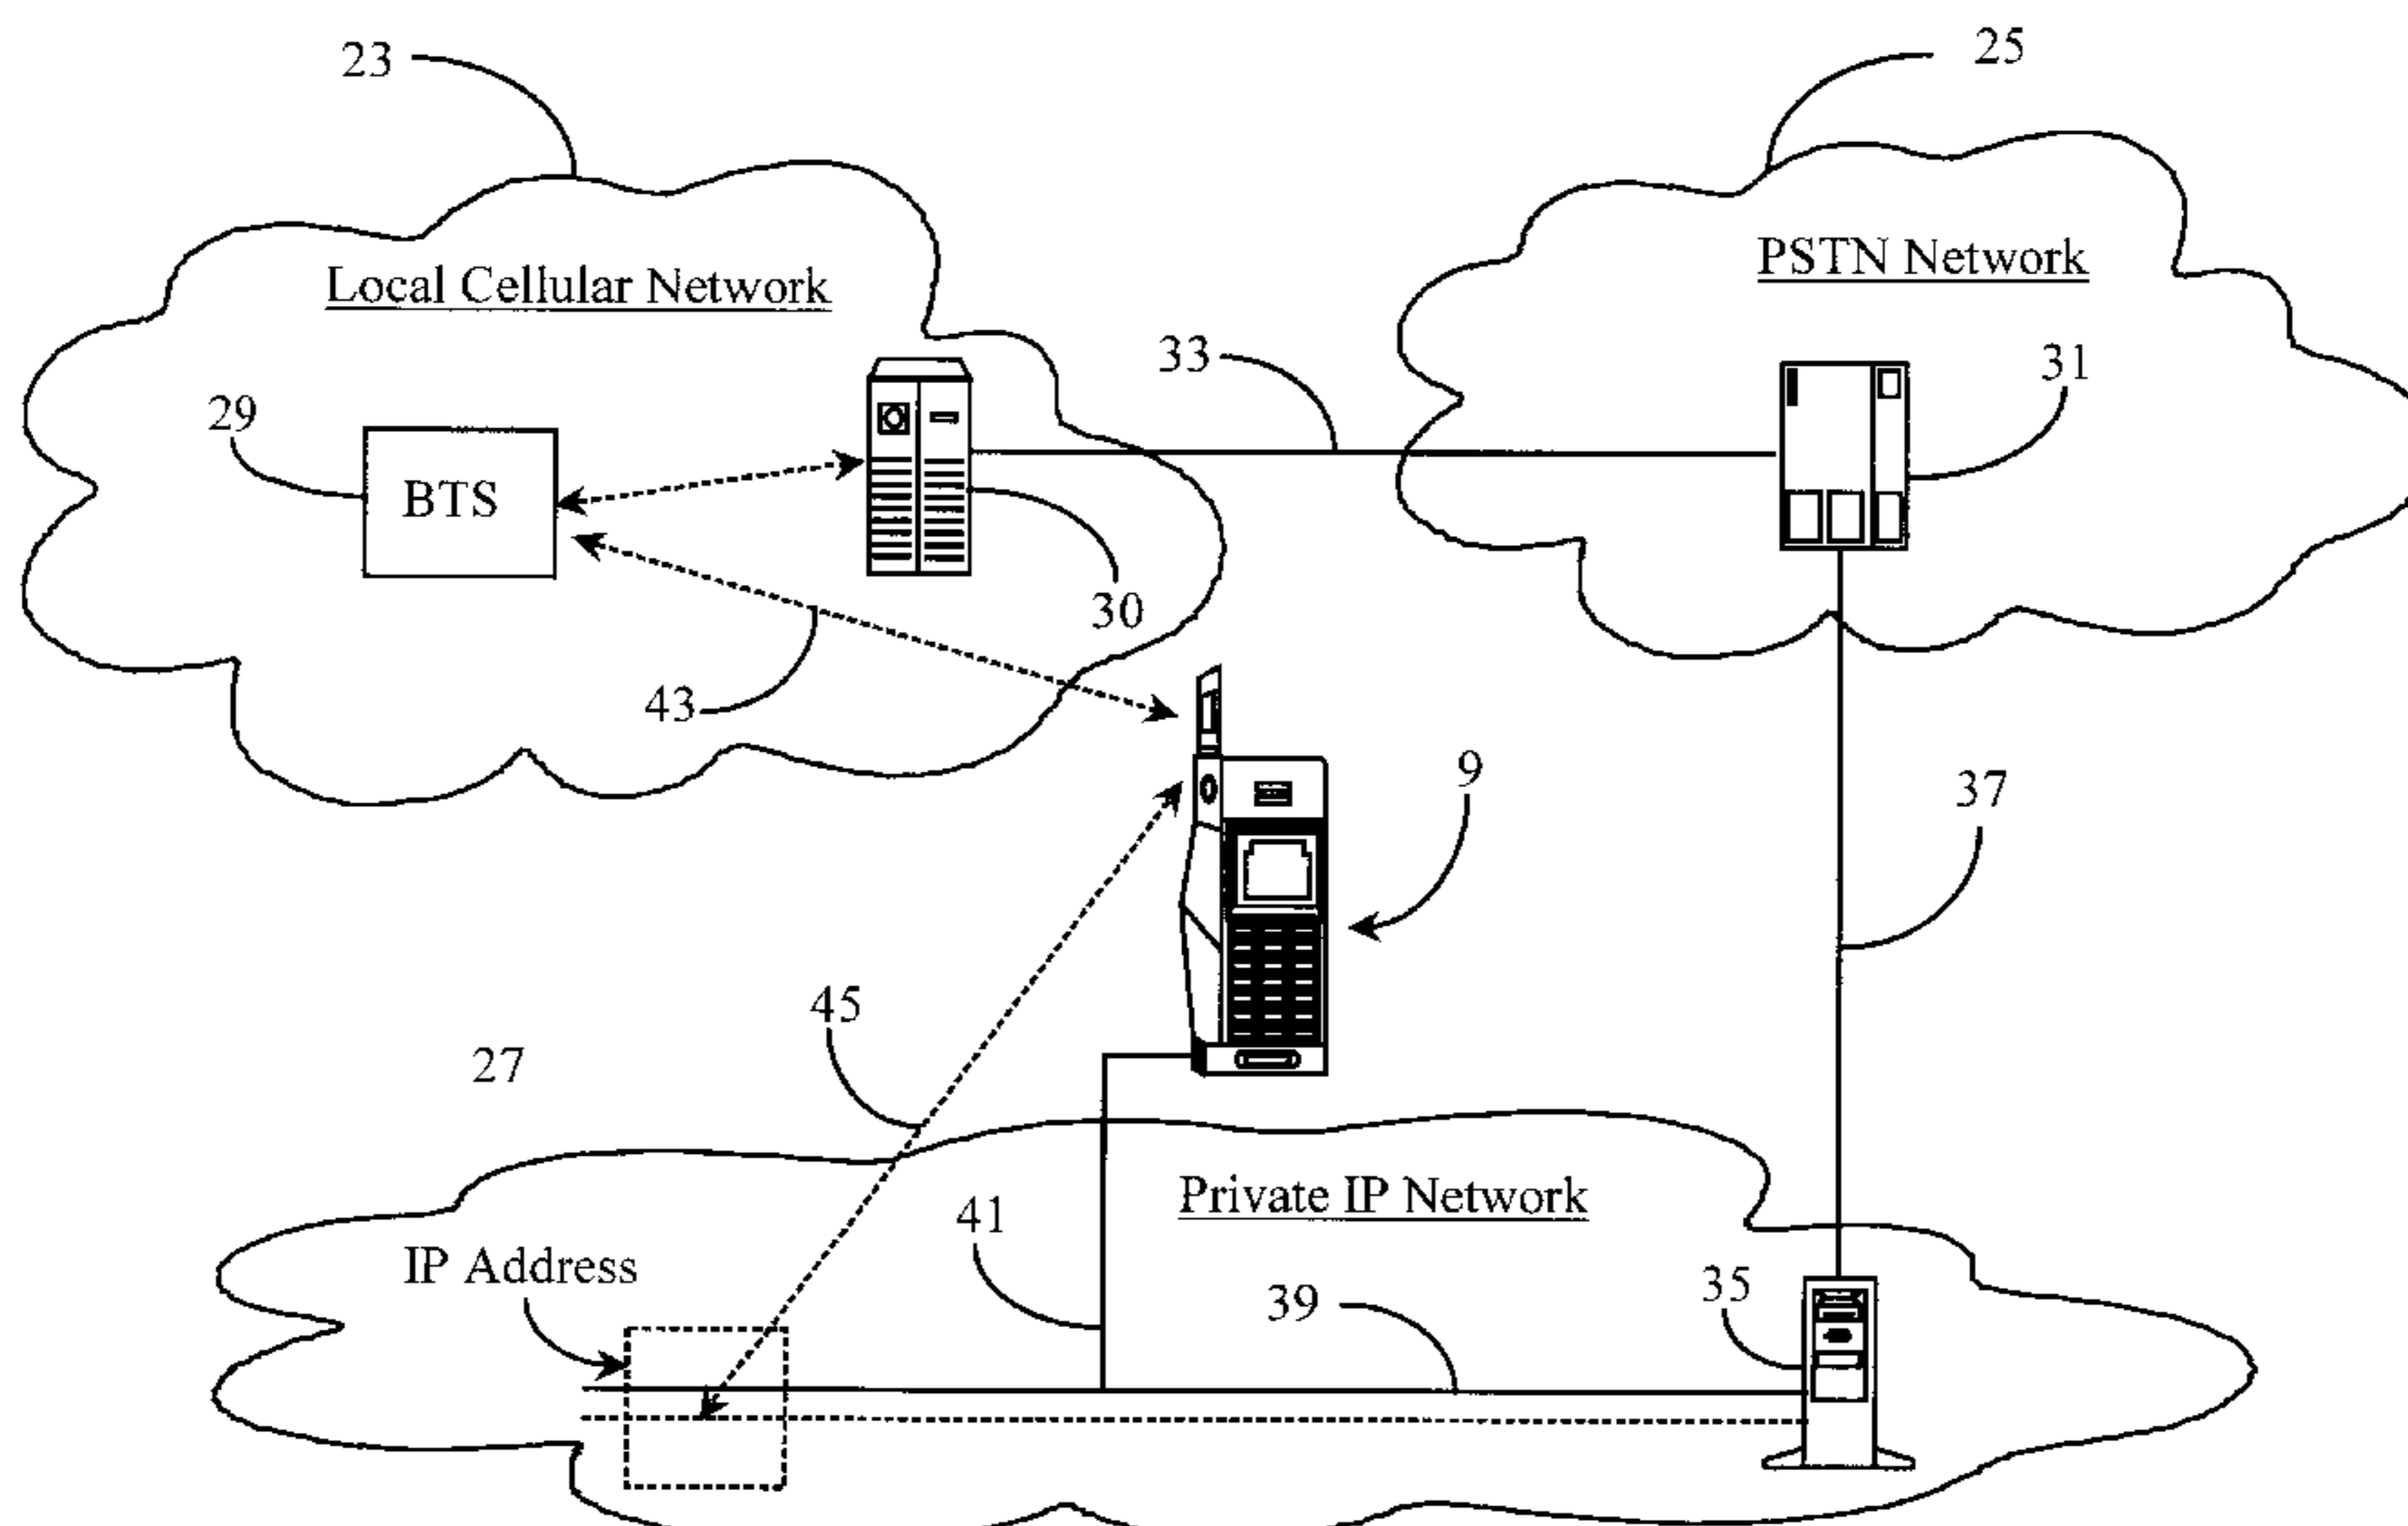 23
25
Local Cellular Network
PSTN Network
33
31
29
BTS
30
43
9
37
45
27
Private IP Network
41
IP Address
39
35